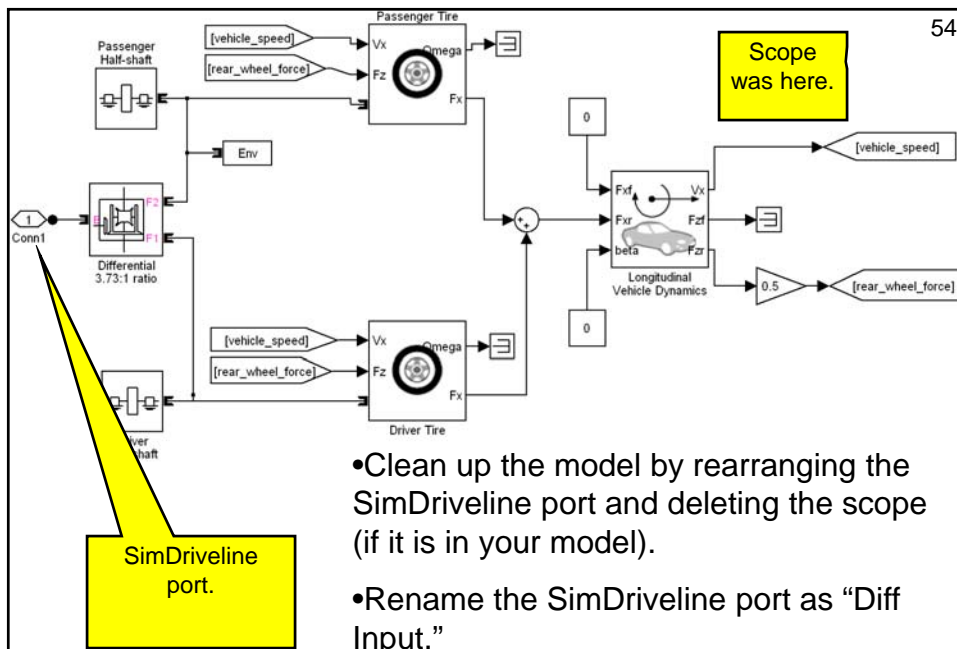 54
Passenger Tire
[vehicle_speed]
Vx
Omega
[rear_wheel_force]
Fz
Fx
Passenger
Half-shaft
Scope
was here.
0
Env
[vehicle_speed]
Fxf
Vx
1
Conn1
B
F2
F1
Fxr
Fzf
beta
Fzr
Differential
3.73:1 ratio
Longitudinal
Vehicle Dynamics
0.5
[rear_wheel_force]
0
[vehicle_speed]
Vx
Omega
[rear_wheel_force]
Fz
Fx
Driver Tire
iver
shaft
SimDriveline
port.
•Clean up the model by rearranging the
SimDriveline port and deleting the scope
(if it is in your model).
•Rename the SimDriveline port as “Diff
Input.”